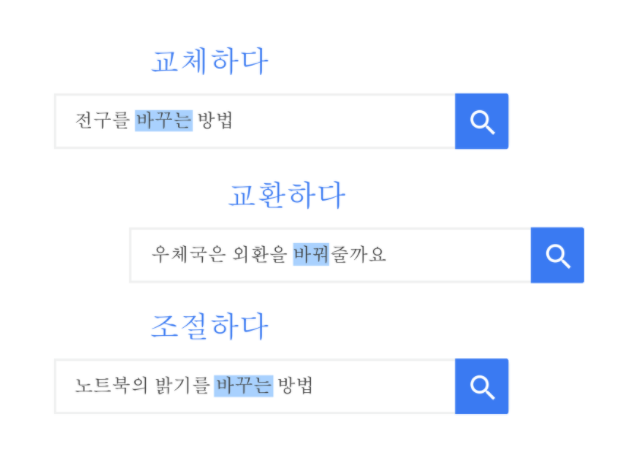 교체하다
전구를 바꾸는 방법
교환하다
우체국은 외환을 바꿔줄까요
조절하다
노트북의 밝기를 바꾸는 방법